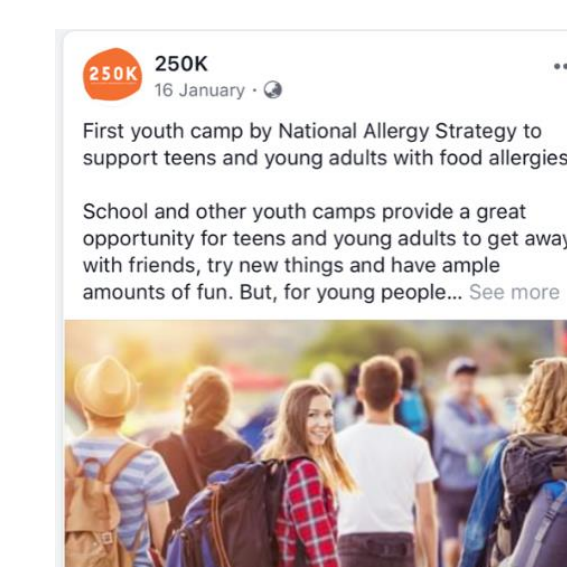 250K
250K
16 January ·
First youth camp by National Allergy Strategy to
support teens and young adults with food allergies
School and other youth camps provide a great
opportunity for teens and young adults to get away
with friends, try new things and have ample
amounts of fun. But, for young people... See more